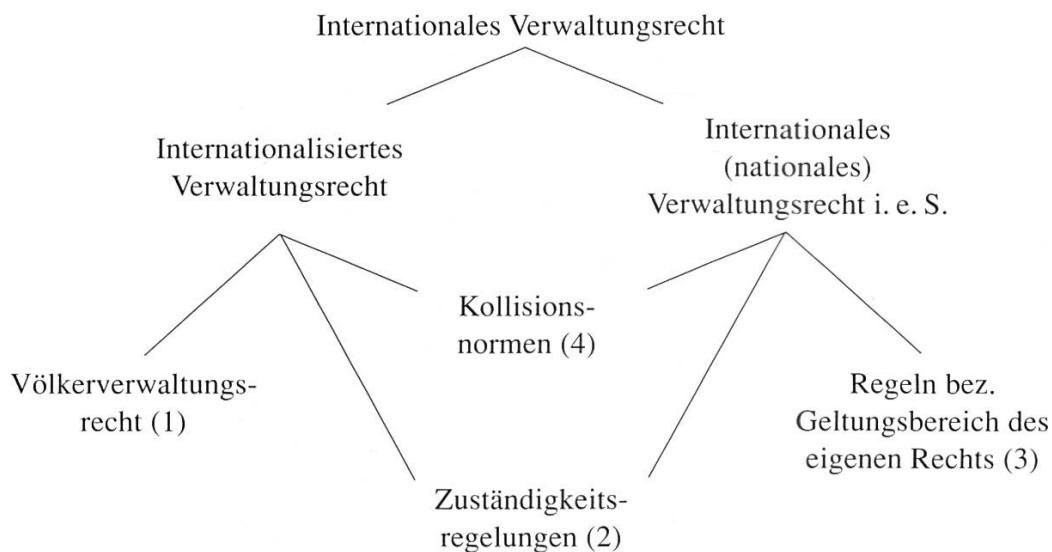 Internationales Verwaltungsrecht
Internationalisiertes
Verwaltungsrecht
Internationales
(nationales)
Verwaltungsrecht i. e. S.
Kollisions-
normen (4)
Völkerverwaltungs-
recht (1)
Regeln bez.
Geltungsbereich des
eigenen Rechts (3)
Zuständigkeits-
regelungen (2)